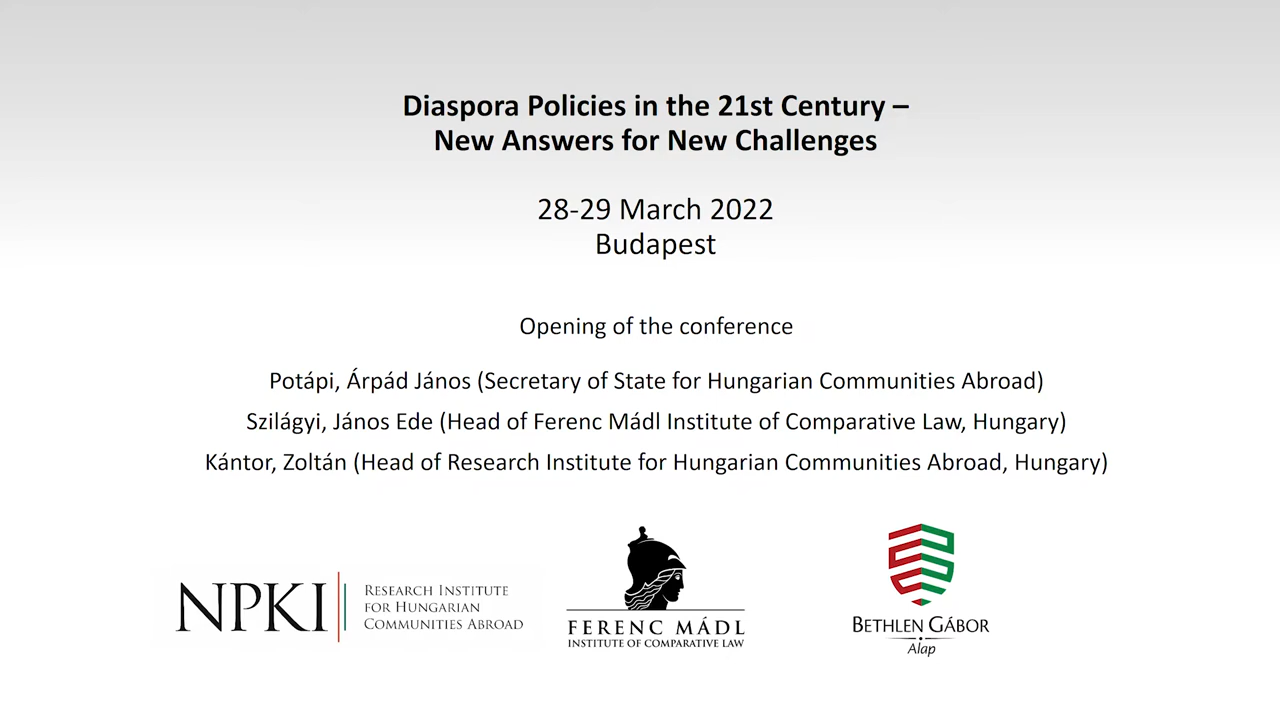 Diaspora Policies in the 21st Century –
New Answers for New Challenges
28-29 March 2022
Budapest
Opening of the conference
Potápi, Árpád János (Secretary of State for Hungarian Communities Abroad)
Szilágyi, János Ede (Head of Ferenc Mádl Institute of Comparative Law, Hungary)
Kántor, Zoltán (Head of Research Institute for Hungarian Communities Abroad, Hungary)
NPKI
RESEARCH INSTITUTE
FOR HUNGARIAN
COMMUNITIES ABROAD
FERENC MÁDL
INSTITUTE OF COMPARATIVE LAW
BETHLEN GÁBOR
Alap